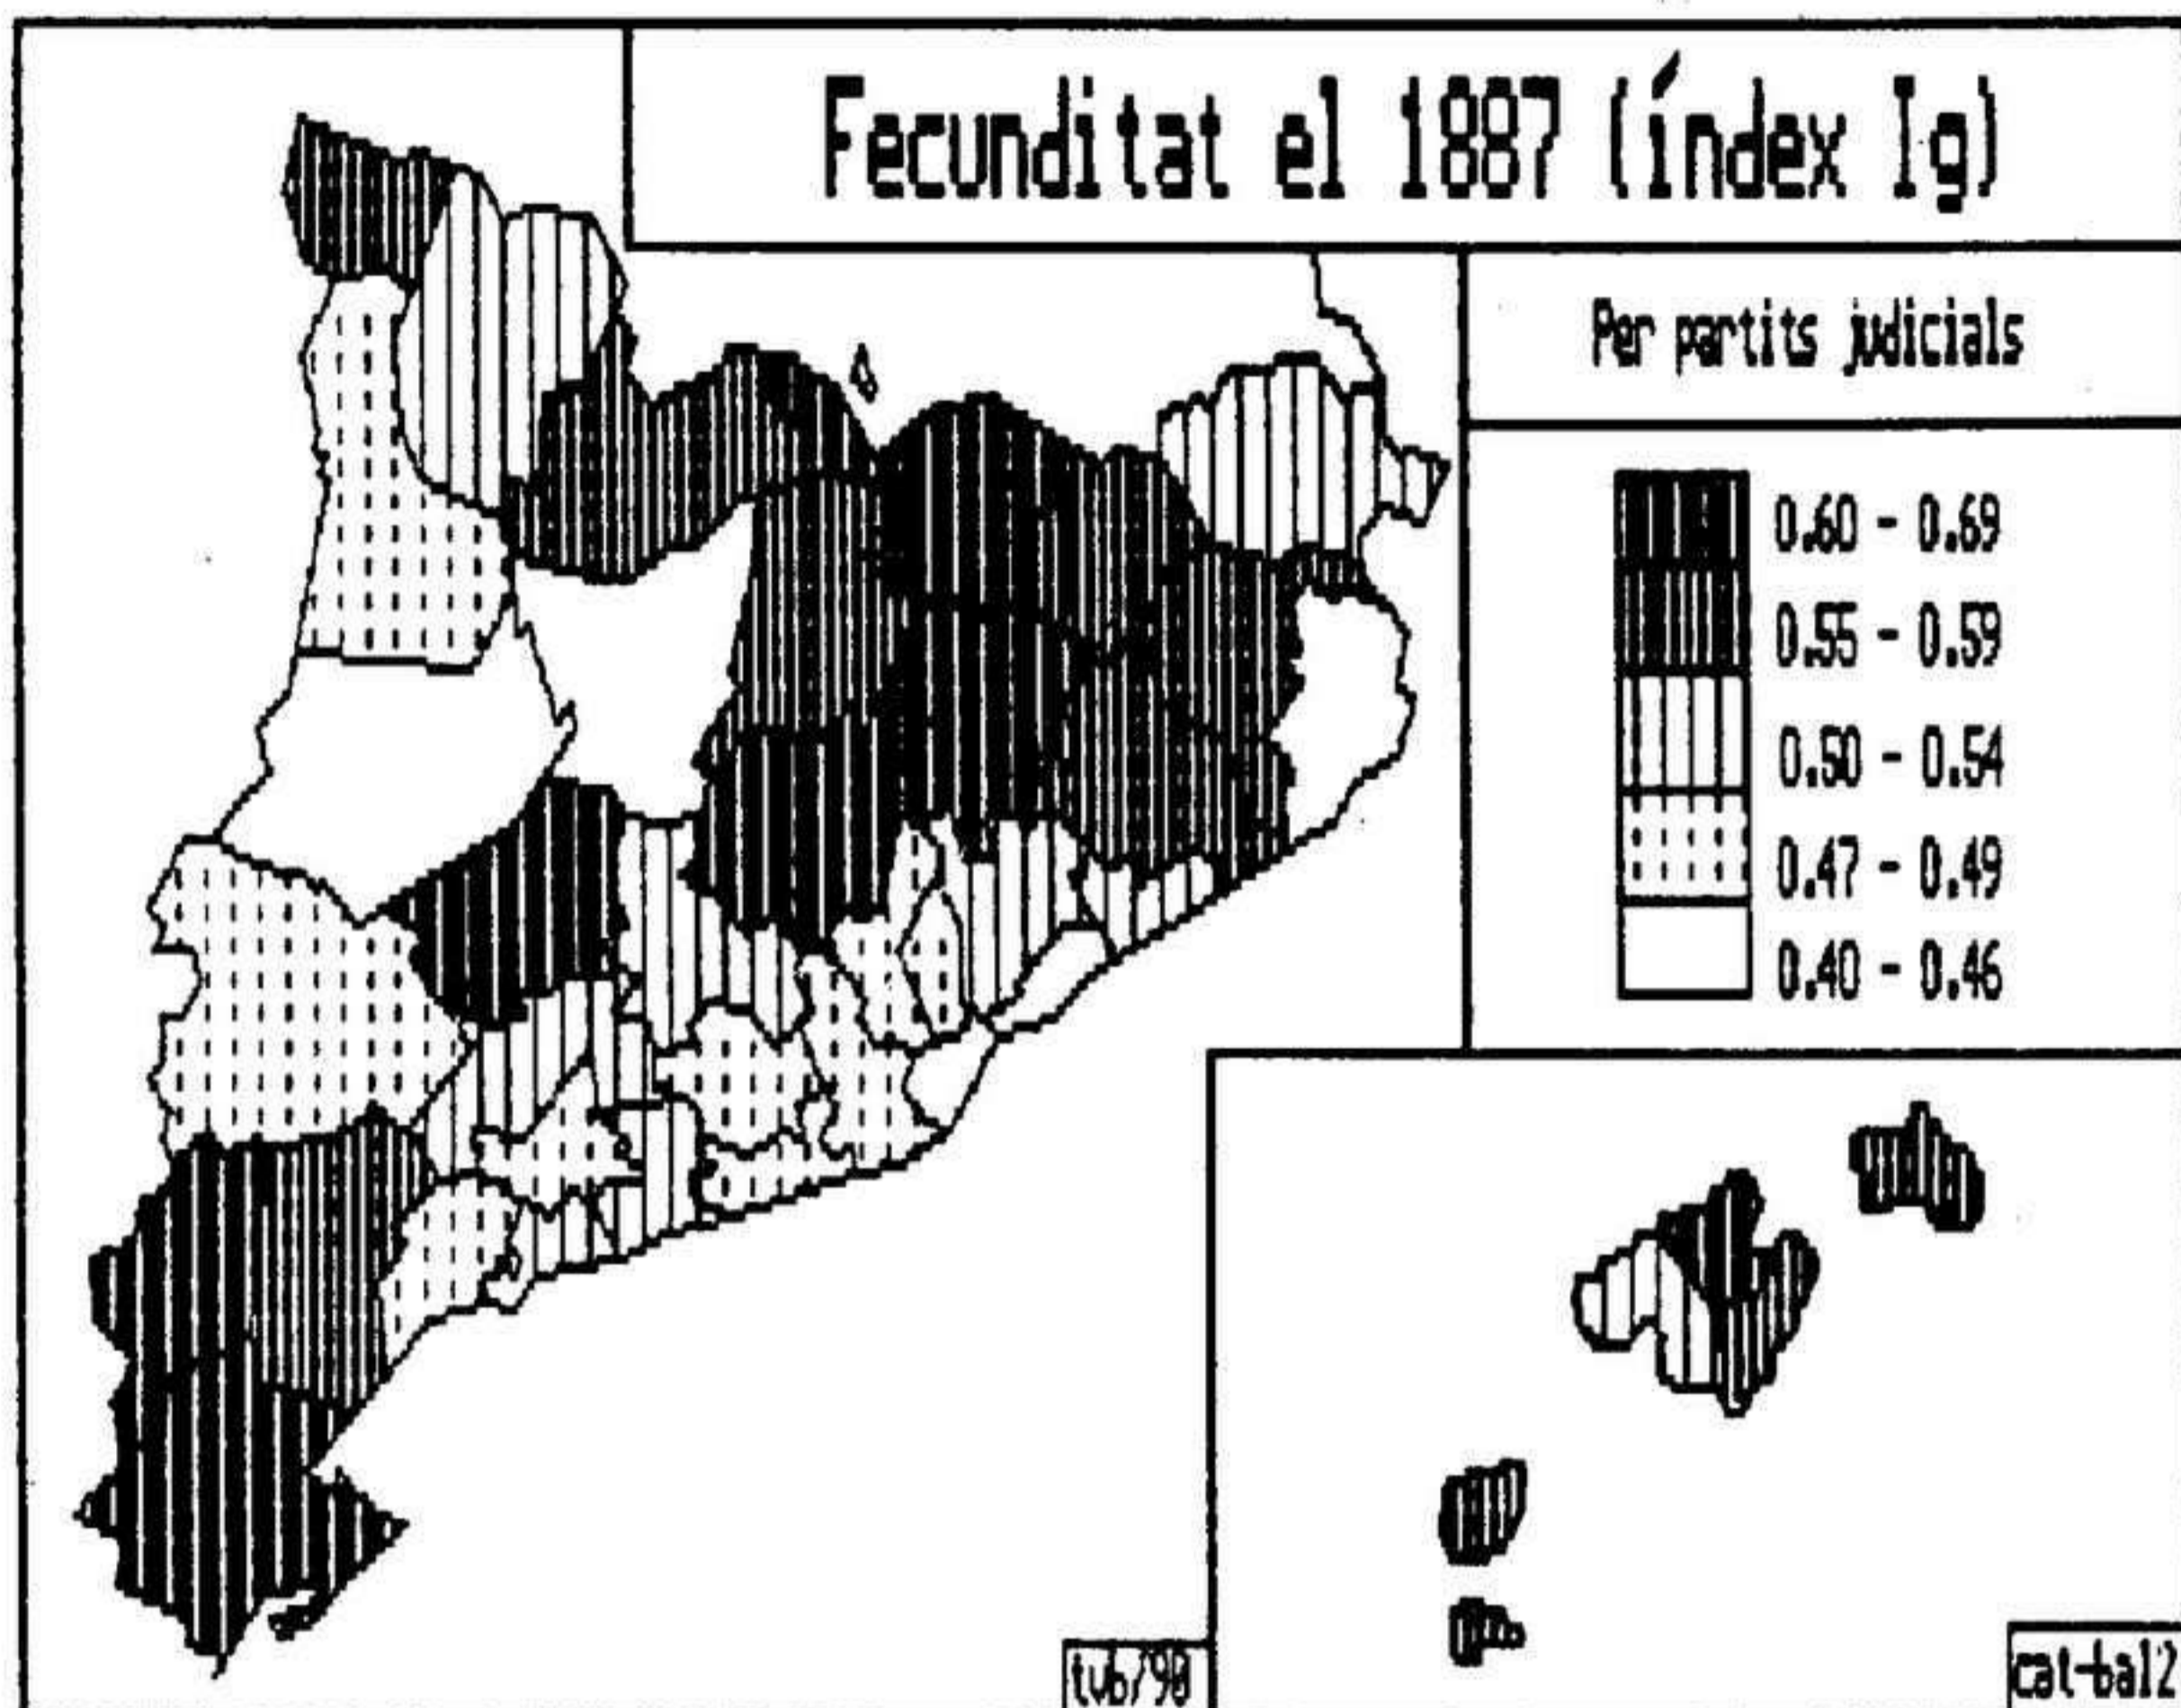 Fecunditat el 1887 (índex Ig)
Per partits judicials
0.60 - 0.69
0.55 - 0.59
0.50 - 0.54
0.47 - 0.49
0.40 - 0.46
tvb/90
cat-bal2